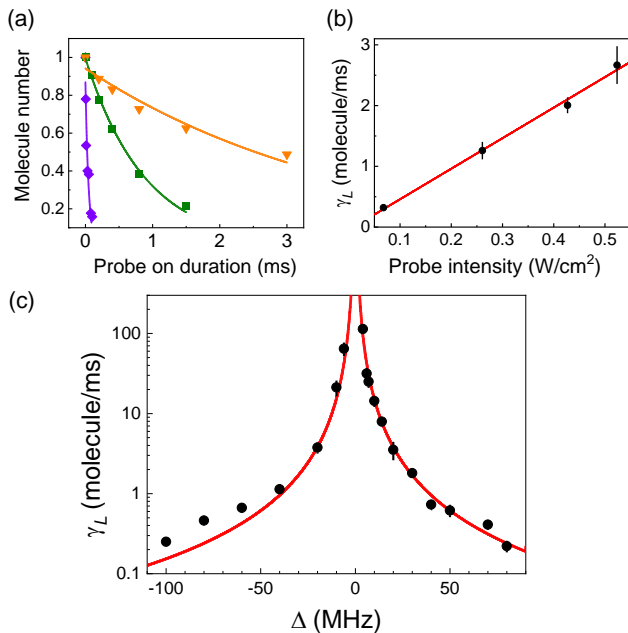 (a)
Molecule number
1.0
0.8
0.6
0.4
0.2
0
1
2
3
Probe on duration (ms)
(b)
γL (molecule/ms)
3
2
1
0
0.1
0.2
0.3
0.4
0.5
Probe intensity (W/cm²)
(c)
γL (molecule/ms)
100
10
1
0.1
-100
-50
0
50
Δ (MHz)